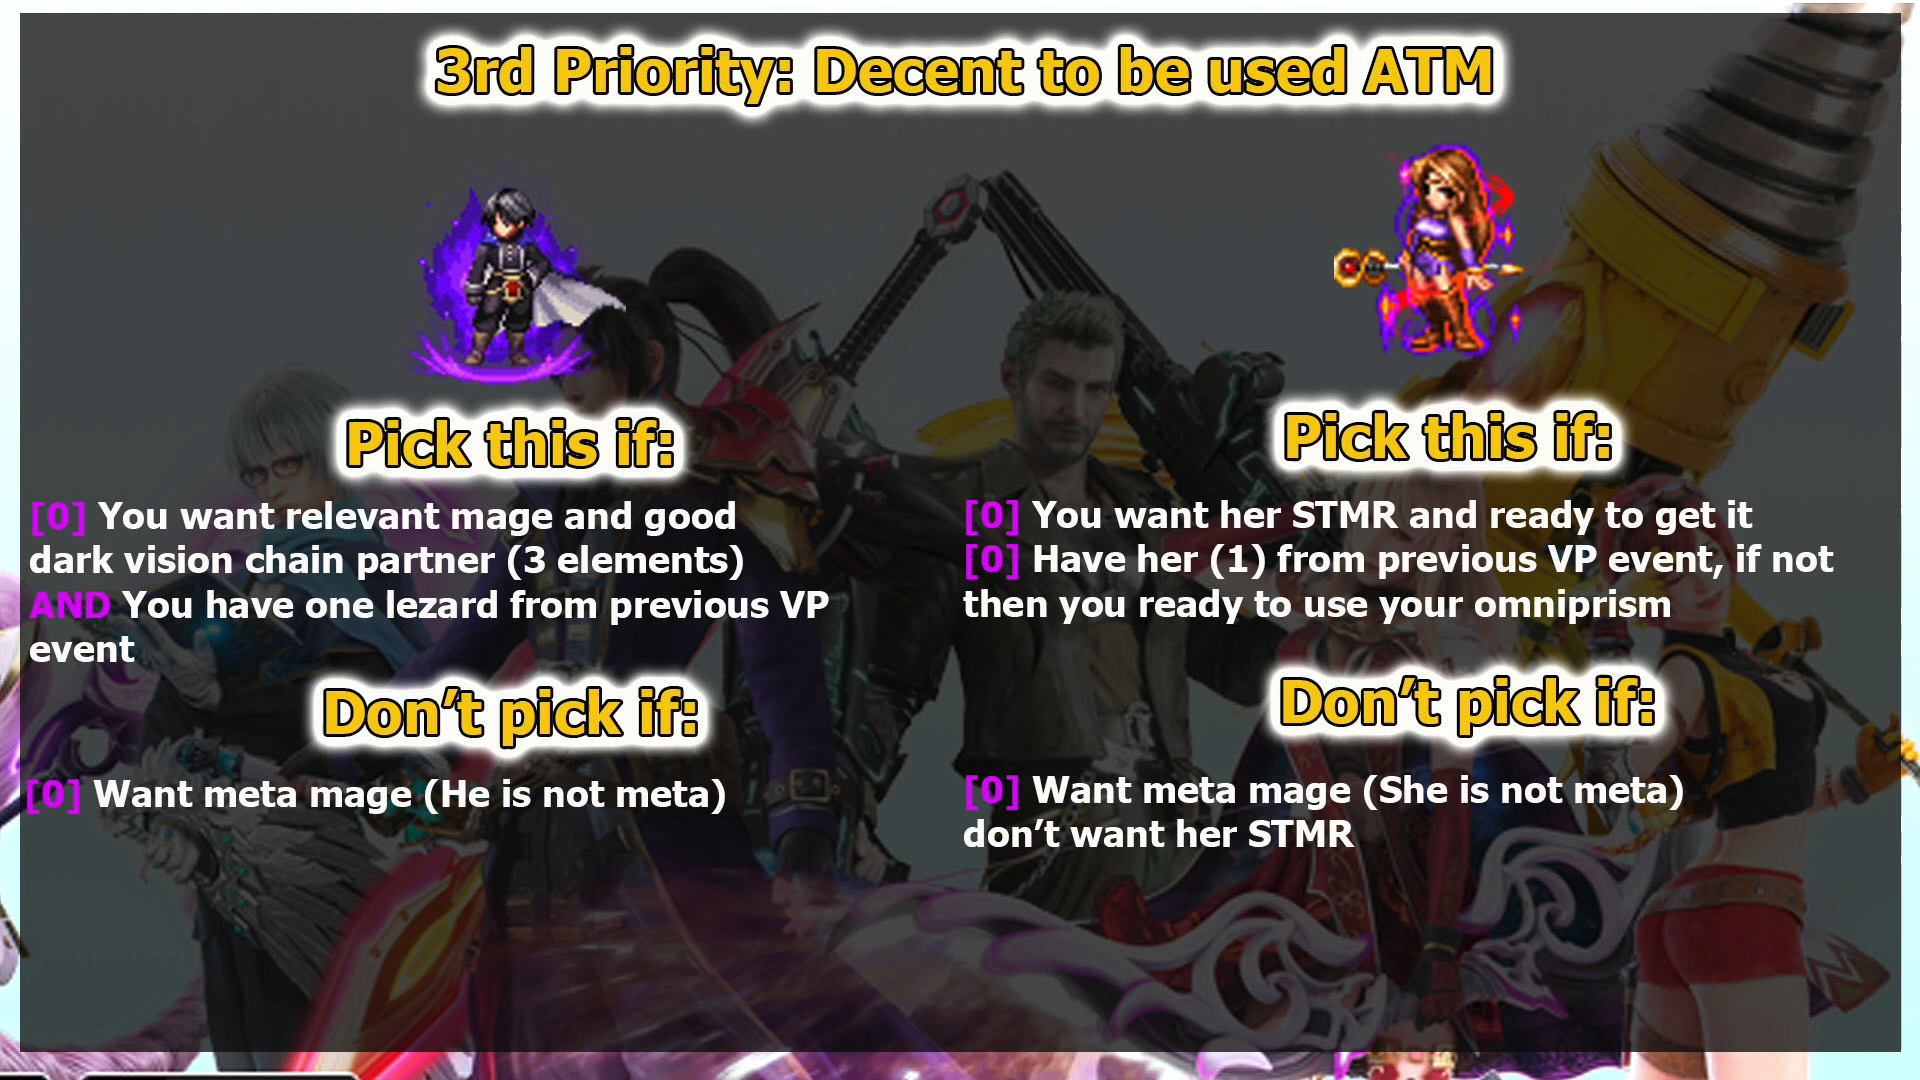 3rd Priority: Decent to be used ATM
Pick this if:
[0] You want relevant mage and good
dark vision chain partner (3 elements)
AND You have one lezard from previous VP
event
Don’t pick if:
[0] Want meta mage (He is not meta)
Pick this if:
[0] You want her STMR and ready to get it
[0] Have her (1) from previous VP event, if not
then you ready to use your omniprism
Don’t pick if:
[0] Want meta mage (She is not meta)
don’t want her STMR